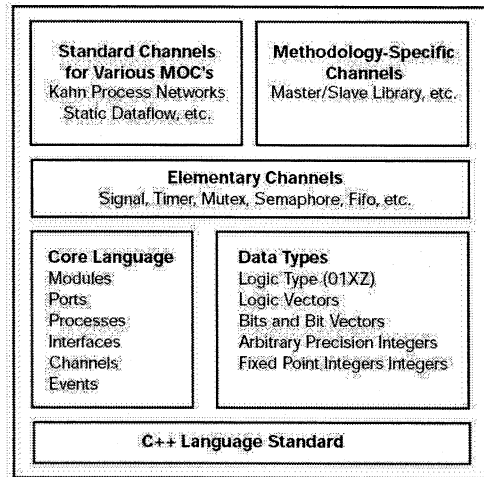 Standard Channels
for Various MOC's
Kahn Process Networks
Static Dataflow, etc.
Methodology-Specific
Channels
Master/Slave Library, etc.
Elementary Channels
Signal, Timer, Mutex, Semaphore, Fifo, etc.
Core Language
Modules
Ports
Processes
Interfaces
Channels
Events
Data Types
Logic Type (01XZ)
Logic Vectors
Bits and Bit Vectors
Arbitrary Precision Integers
Fixed Point Integers Integers
C++ Language Standard